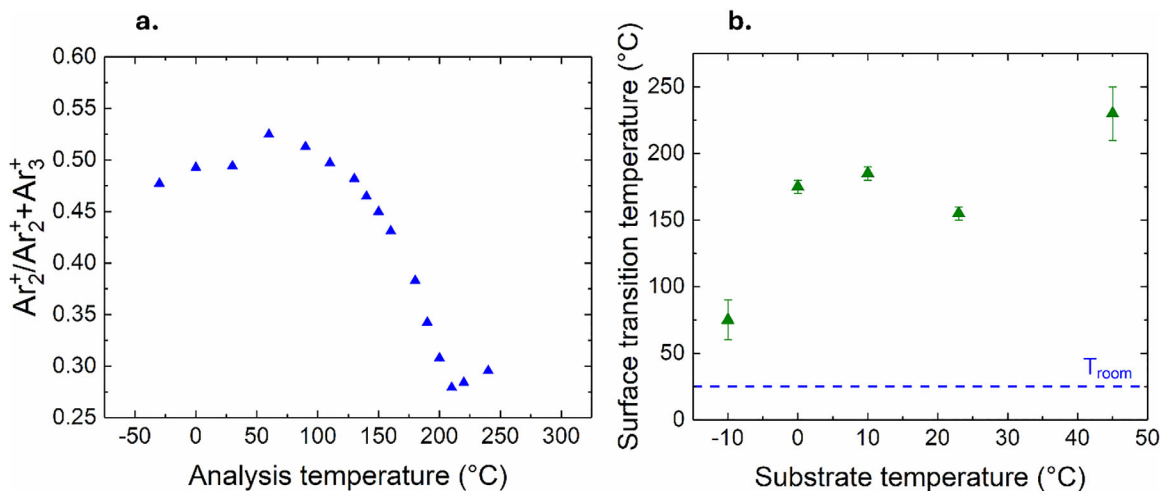 a.
0.60
0.55
0.50
0.45
0.40
0.35
0.30
0.25
Ar₂⁺/Ar₂⁺+Ar₃⁺
-50 0 50 100 150 200 250 300
Analysis temperature (°C)
b.
250
200
150
100
50
0
Surface transition temperature (°C)
T_room
-10 0 10 20 30 40 50
Substrate temperature (°C)